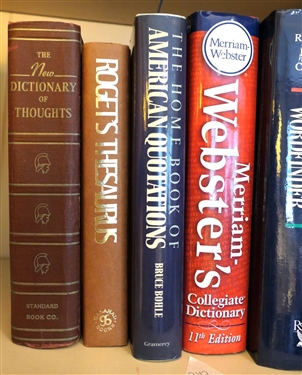 THE
New
DICTIONARY
OF
THOUGHTS
STANDARD
BOOK CO.
ROGET'S THESAURUS
THE HOME BOOK OF
AMERICAN QUOTATIONS
BRUCE BOHLE
Gramercy
Merriam-
Webster
Merriam-
Webster's
Collegiate
Dictionary
11th Edition
WORDFINDER